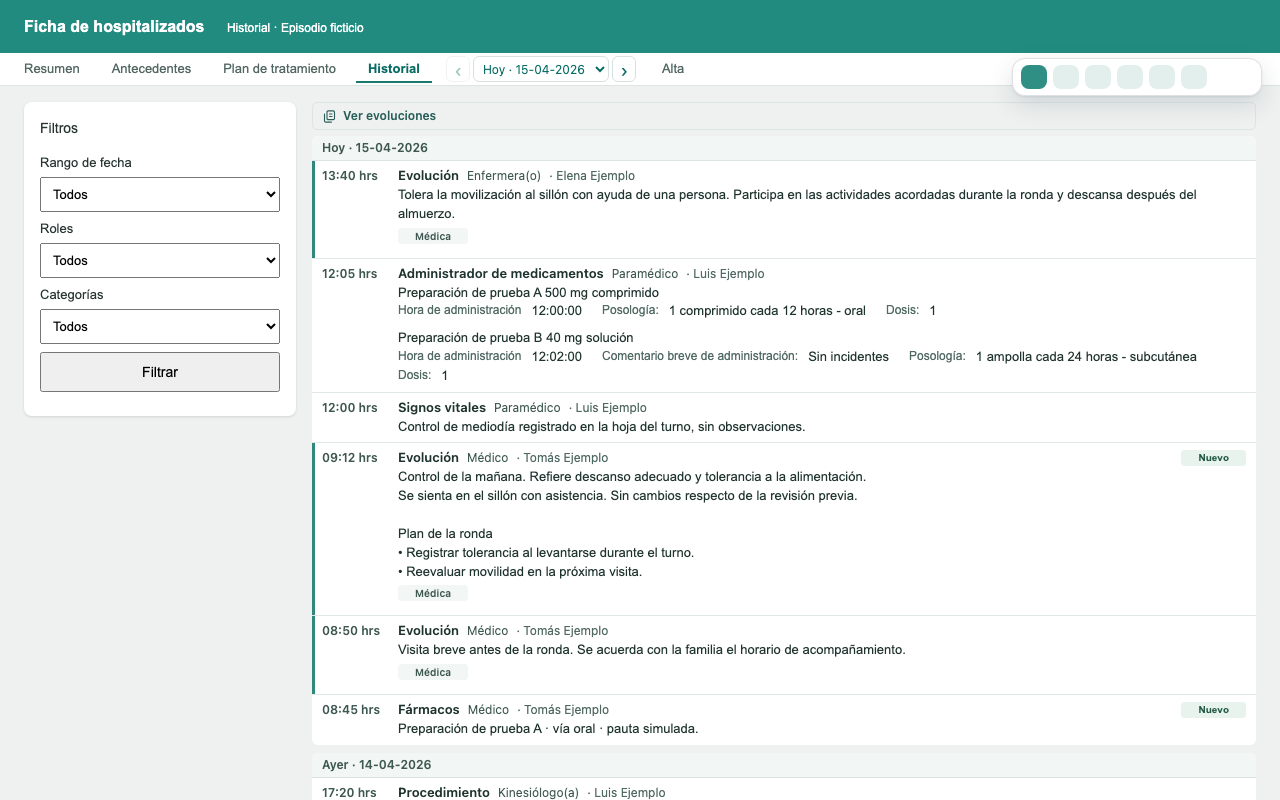 Ficha de hospitalizados Historial · Episodio ficticio
Resumen Antecedentes Plan de tratamiento Historial ‹ Hoy · 15-04-2026 › Alta
Filtros
Rango de fecha
Todos
Roles
Todos
Categorías
Todos
Filtrar
Ver evoluciones
Hoy · 15-04-2026
13:40 hrs Evolución Enfermera(o) · Elena Ejemplo
Tolera la movilización al sillón con ayuda de una persona. Participa en las actividades acordadas durante la ronda y descansa después del
almuerzo.
Médica
12:05 hrs Administrador de medicamentos Paramédico · Luis Ejemplo
Preparación de prueba A 500 mg comprimido
Hora de administración 12:00:00 Posología: 1 comprimido cada 12 horas - oral Dosis: 1
Preparación de prueba B 40 mg solución
Hora de administración 12:02:00 Comentario breve de administración: Sin incidentes Posología: 1 ampolla cada 24 horas - subcutánea
Dosis: 1
12:00 hrs Signos vitales Paramédico · Luis Ejemplo
Control de mediodía registrado en la hoja del turno, sin observaciones.
09:12 hrs Evolución Médico · Tomás Ejemplo Nuevo
Control de la mañana. Refiere descanso adecuado y tolerancia a la alimentación.
Se sienta en el sillón con asistencia. Sin cambios respecto de la revisión previa.
Plan de la ronda
• Registrar tolerancia al levantarse durante el turno.
• Reevaluar movilidad en la próxima visita.
Médica
08:50 hrs Evolución Médico · Tomás Ejemplo
Visita breve antes de la ronda. Se acuerda con la familia el horario de acompañamiento.
Médica
08:45 hrs Fármacos Médico · Tomás Ejemplo Nuevo
Preparación de prueba A · vía oral · pauta simulada.
Ayer · 14-04-2026
17:20 hrs Procedimiento Kinesiólogo(a) · Luis Ejemplo